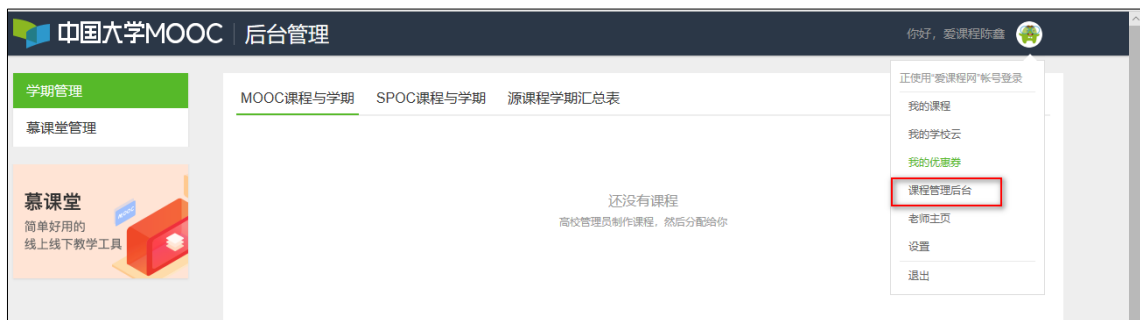 中国大学MOOC 后台管理
你好，爱课程陈鑫
正使用“爱课程网”帐号登录
我的课程
我的学校云
我的优惠券
课程管理后台
老师主页
设置
退出
学期管理
慕课堂管理
MOOC课程与学期 SPOC课程与学期 源课程学期汇总表
还没有课程
高校管理员制作课程，然后分配给你
慕课堂
简单好用的
线上线下教学工具
MOOC